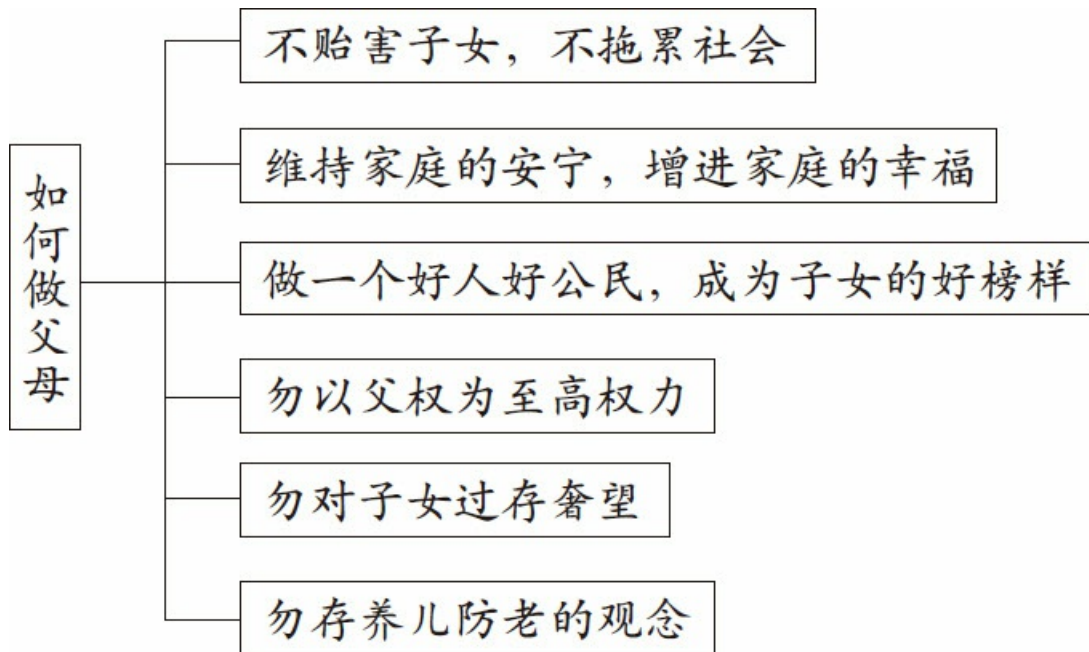 如何做父母
不贻害子女，不拖累社会
维持家庭的安宁，增进家庭的幸福
做一个好人好公民，成为子女的好榜样
勿以父权为至高权力
勿对子女过存奢望
勿存养儿防老的观念